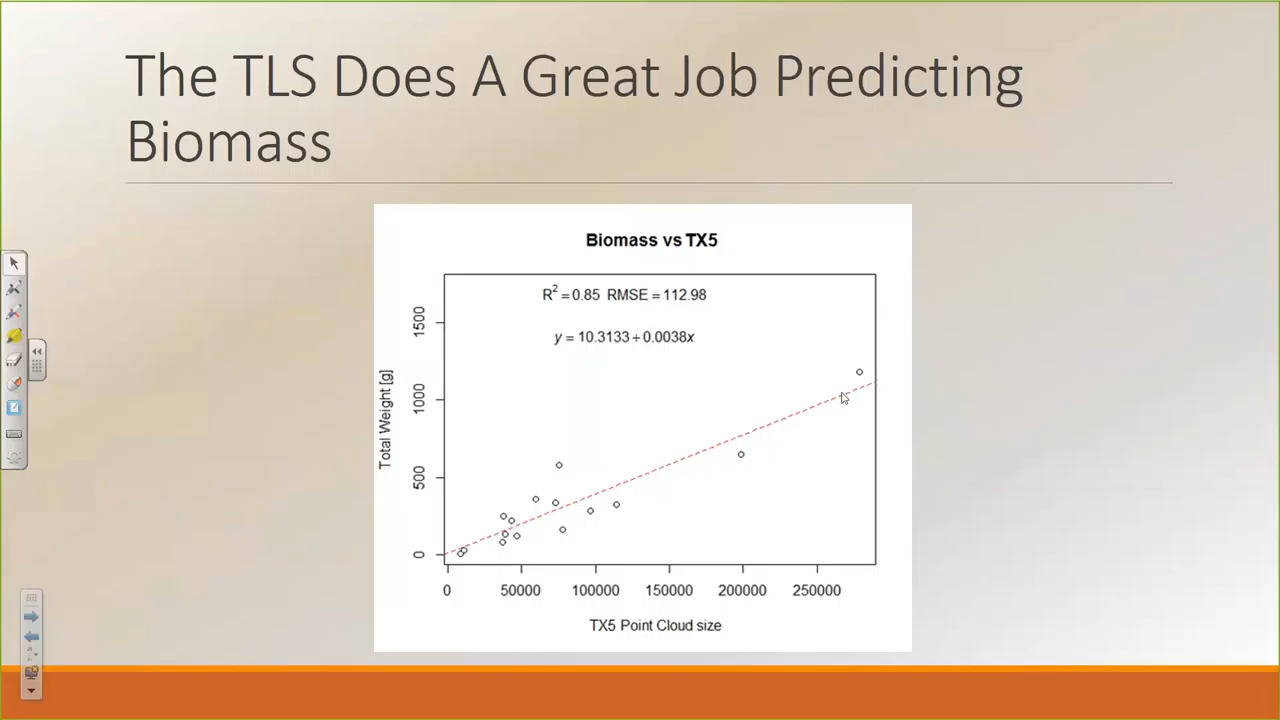 The TLS Does A Great Job Predicting
Biomass
Biomass vs TX5
R² = 0.85 RMSE = 112.98
y = 10.3133 + 0.0038x
Total Weight [g]
1500
1000
500
0
0 50000 100000 150000 200000 250000
TX5 Point Cloud size